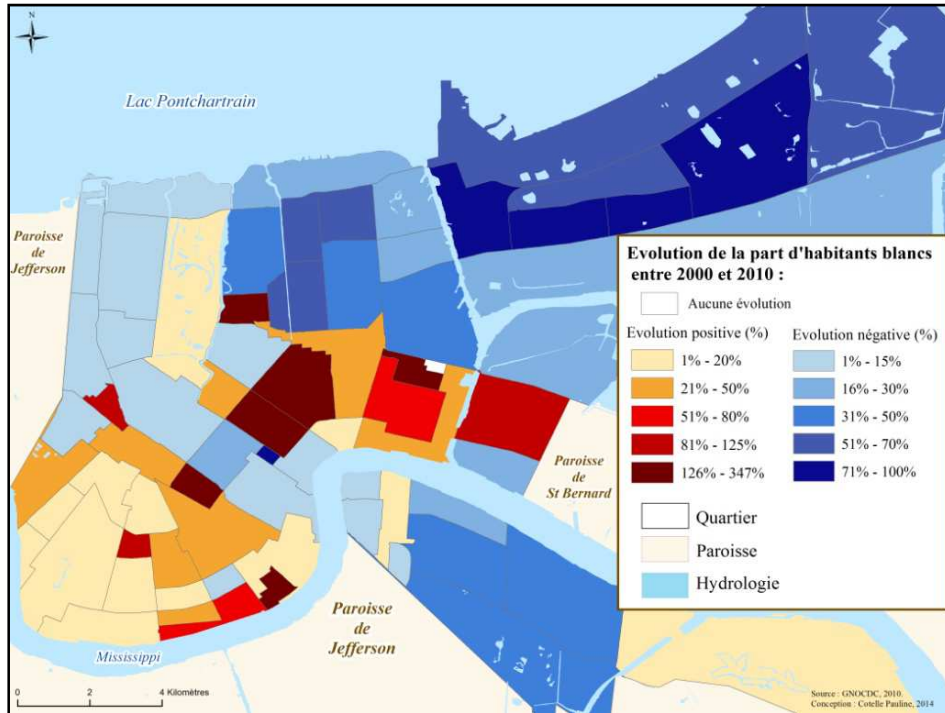 N
Lac Pontchartrain
Paroisse
de
Jefferson
Evolution de la part d'habitants blancs
entre 2000 et 2010 :
Aucune évolution
Evolution positive (%)
Evolution négative (%)
1% - 20%
1% - 15%
21% - 50%
16% - 30%
51% - 80%
31% - 50%
81% - 125%
51% - 70%
126% - 347%
71% - 100%
Quartier
Paroisse
Hydrologie
Paroisse
de
St Bernard
Paroisse
de
Jefferson
Mississippi
0 2 4 Kilomètres
Source : GNOCDC, 2010.
Conception : Cotelle Pauline, 2014